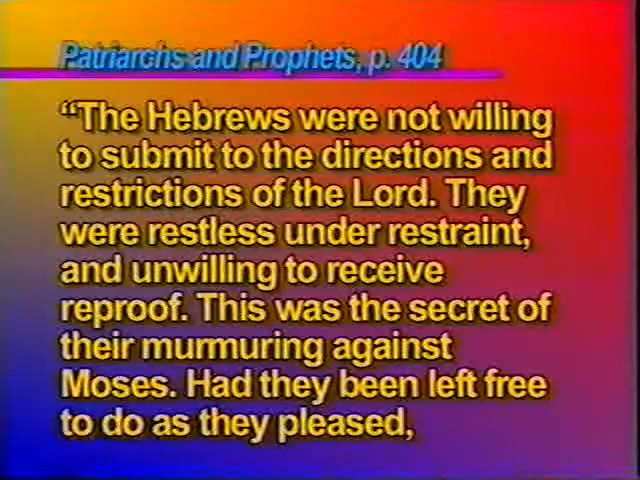 Patriarchs and Prophets, p. 404
“The Hebrews were not willing
to submit to the directions and
restrictions of the Lord. They
were restless under restraint,
and unwilling to receive
reproof. This was the secret of
their murmuring against
Moses. Had they been left free
to do as they pleased,